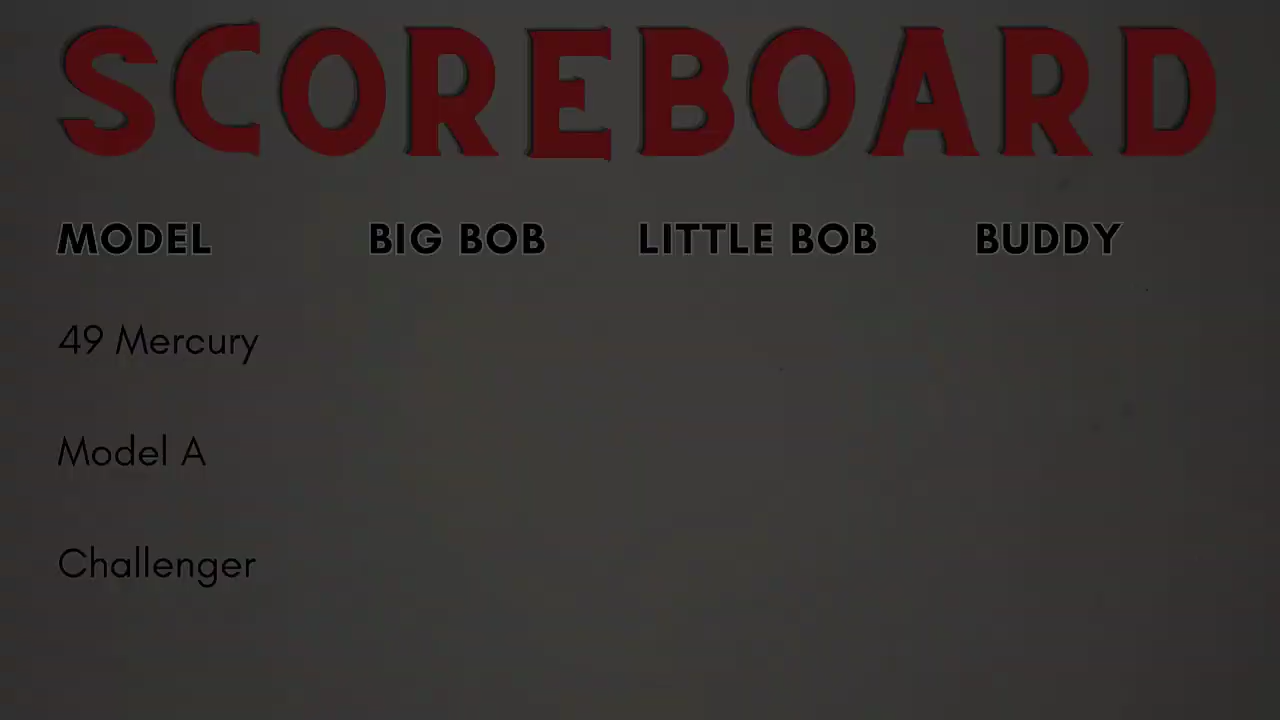 SCOREBOARD
MODEL BIG BOB LITTLE BOB BUDDY
49 Mercury
Model A
Challenger